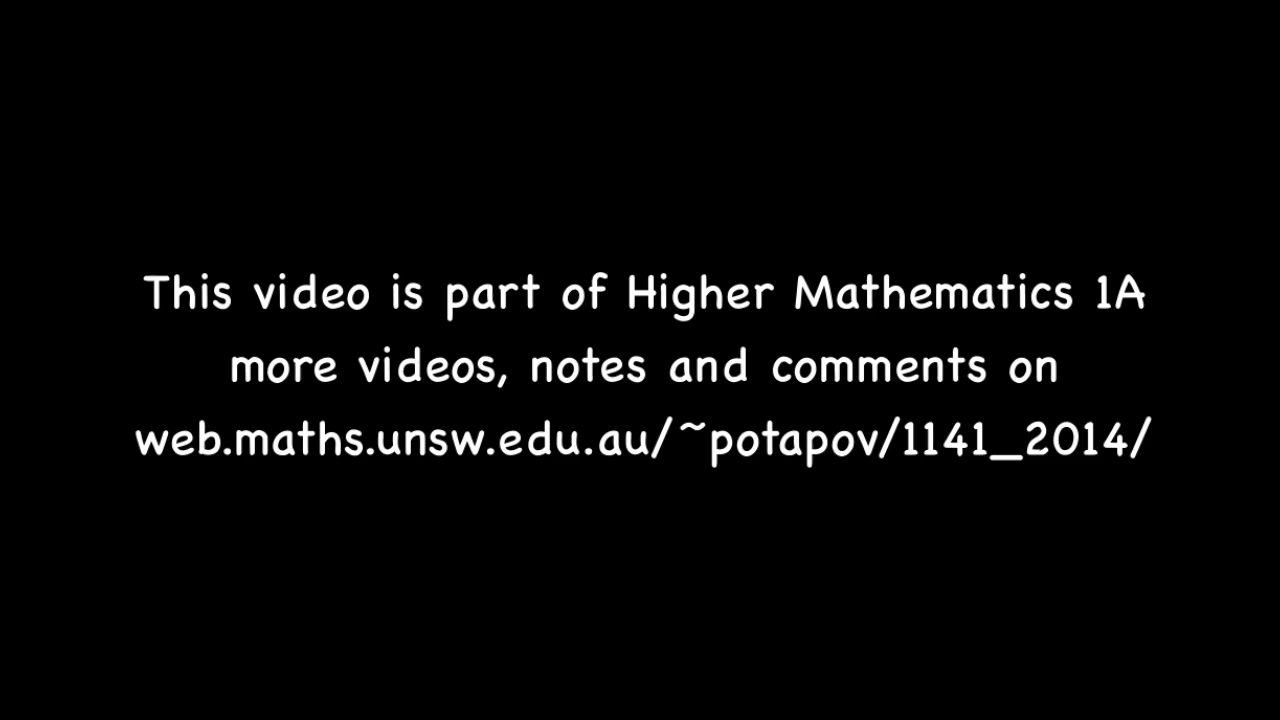 This video is part of Higher Mathematics 1A
more videos, notes and comments on
web.maths.unsw.edu.au/~potapov/1141_2014/